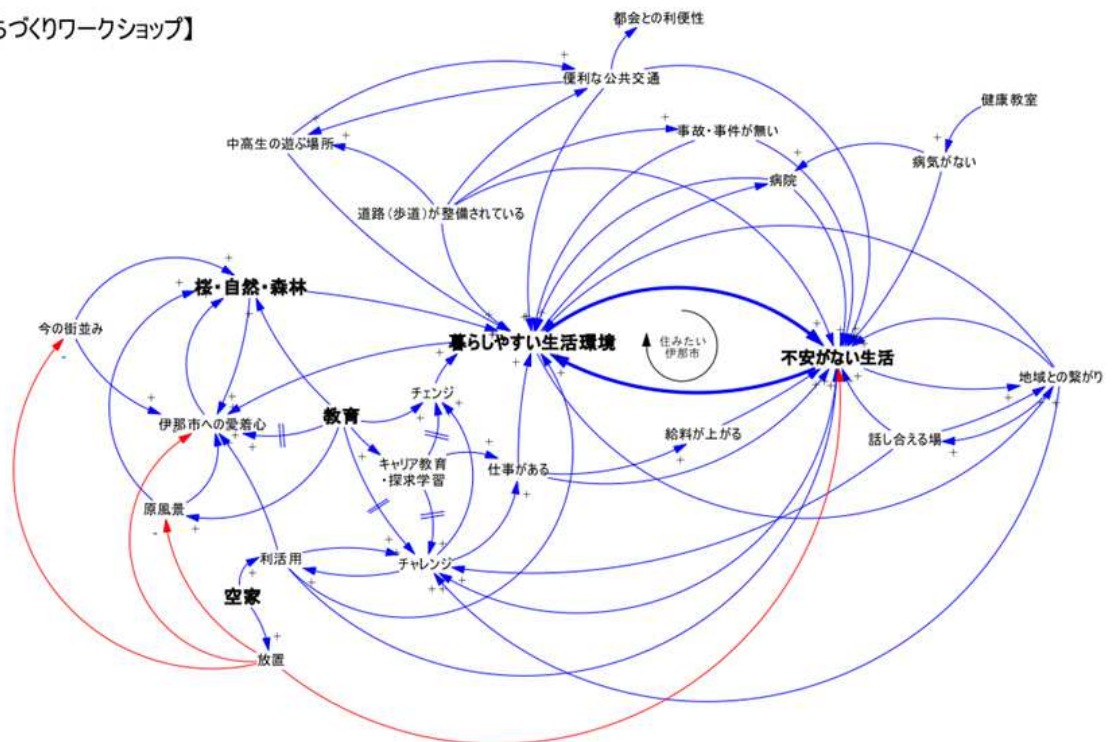 ちづくりワークショップ】
都会との利便性
便利な公共交通
健康教室
中高生の遊ぶ場所
事故・事件が無い
病気がない
病院
道路（歩道）が整備されている
桜・自然・森林
今の街並み
暮らしやすい生活環境
住みたい
伊那市
不安がない生活
地域との繋がり
チェンジ
教育
伊那市への愛着心
給料が上がる
話し合える場
キャリア教育
・探求学習
仕事がある
原風景
利活用
チャレンジ
空家
放置